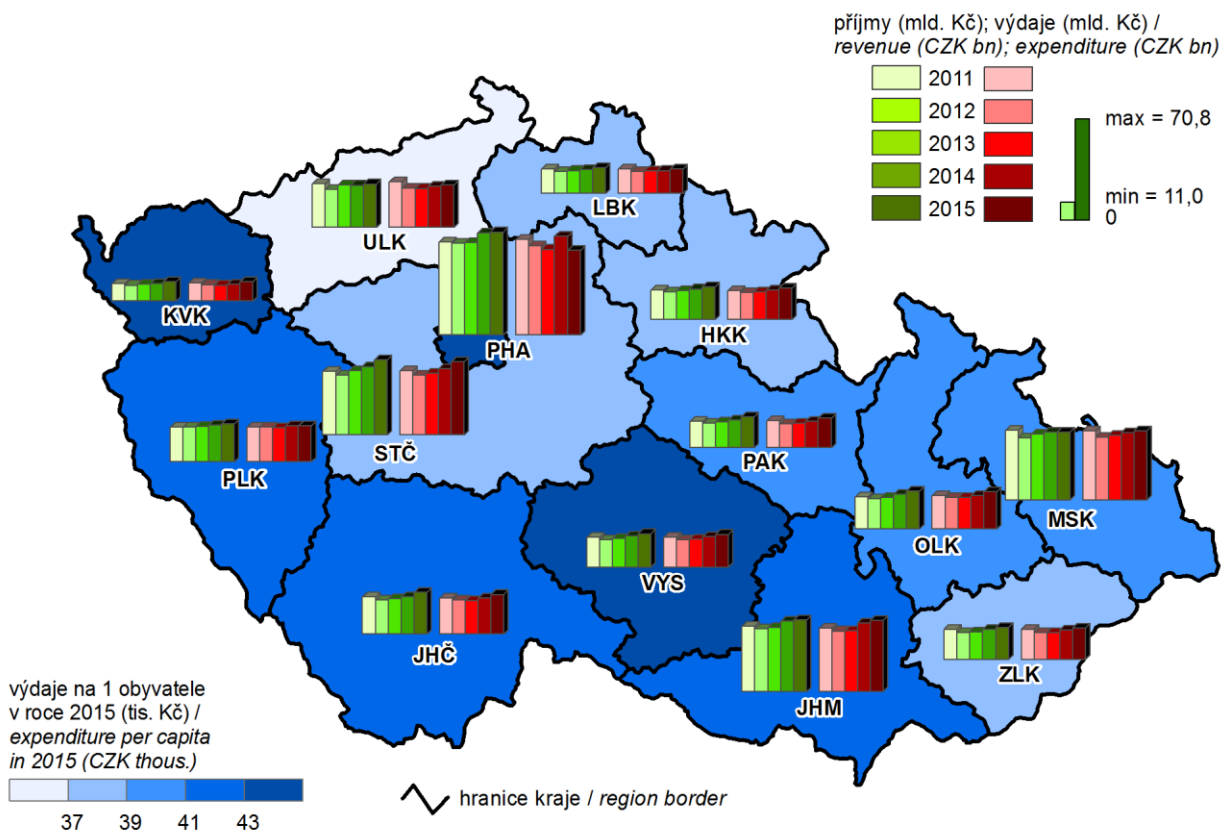 příjmy (mld. Kč); výdaje (mld. Kč) /
revenue (CZK bn); expenditure (CZK bn)
2011
2012
2013
2014
2015
max = 70,8
min = 11,0
0
LBK
ULK
KVK
PHA
HKK
STČ
PLK
PAK
MSK
OLK
VYS
JHČ
ZLK
JHM
výdaje na 1 obyvatele
v roce 2015 (tis. Kč) /
expenditure per capita
in 2015 (CZK thous.)
37 39 41 43
hranice kraje / region border